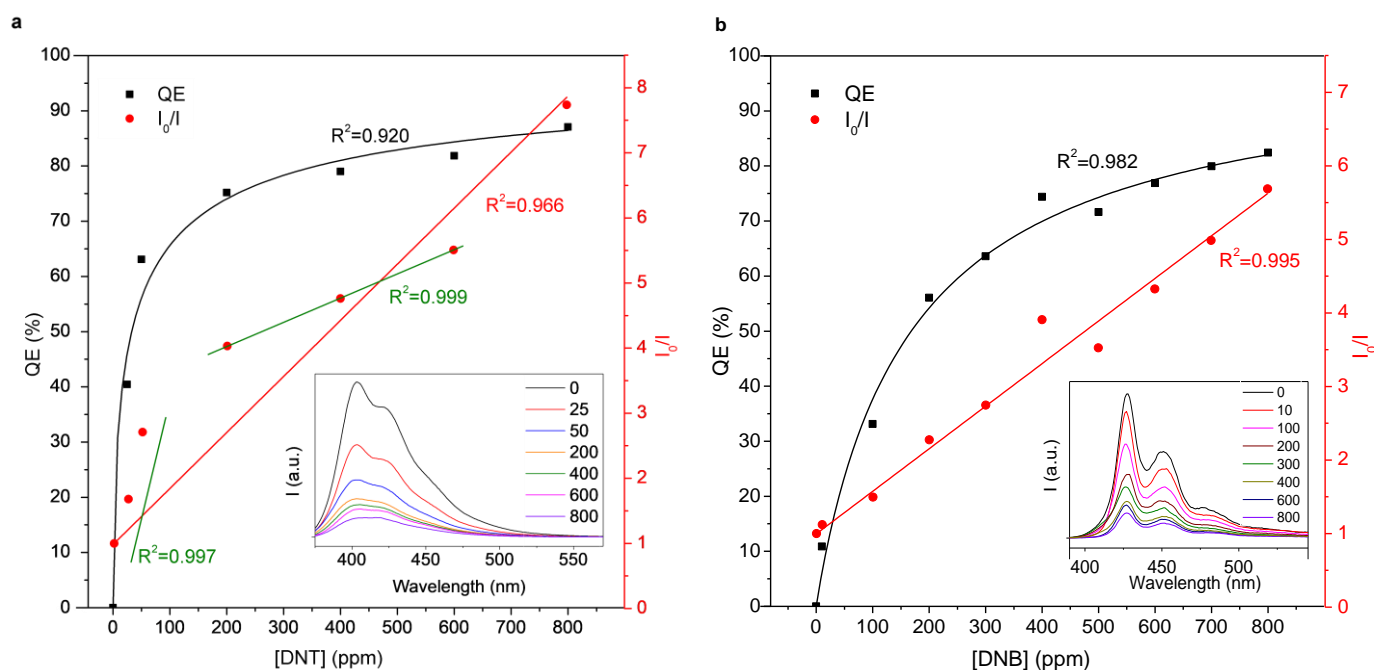 a
100
90
80
70
60
50
40
30
20
10
0
QE (%)
QE
I₀/I
R²=0.920
R²=0.966
R²=0.999
R²=0.997
8
7
6
5
4
3
2
1
0
I₀/I
0 100 200 300 400 500 600 700 800
[DNT] (ppm)
I (a.u.)
0
25
50
200
400
600
800
400 450 500 550
Wavelength (nm)
b
100
90
80
70
60
50
40
30
20
10
0
QE (%)
QE
I₀/I
R²=0.982
R²=0.995
7
6
5
4
3
2
1
0
I₀/I
0 100 200 300 400 500 600 700 800
[DNB] (ppm)
I (a.u.)
0
10
100
200
300
400
600
800
400 450 500
Wavelength (nm)